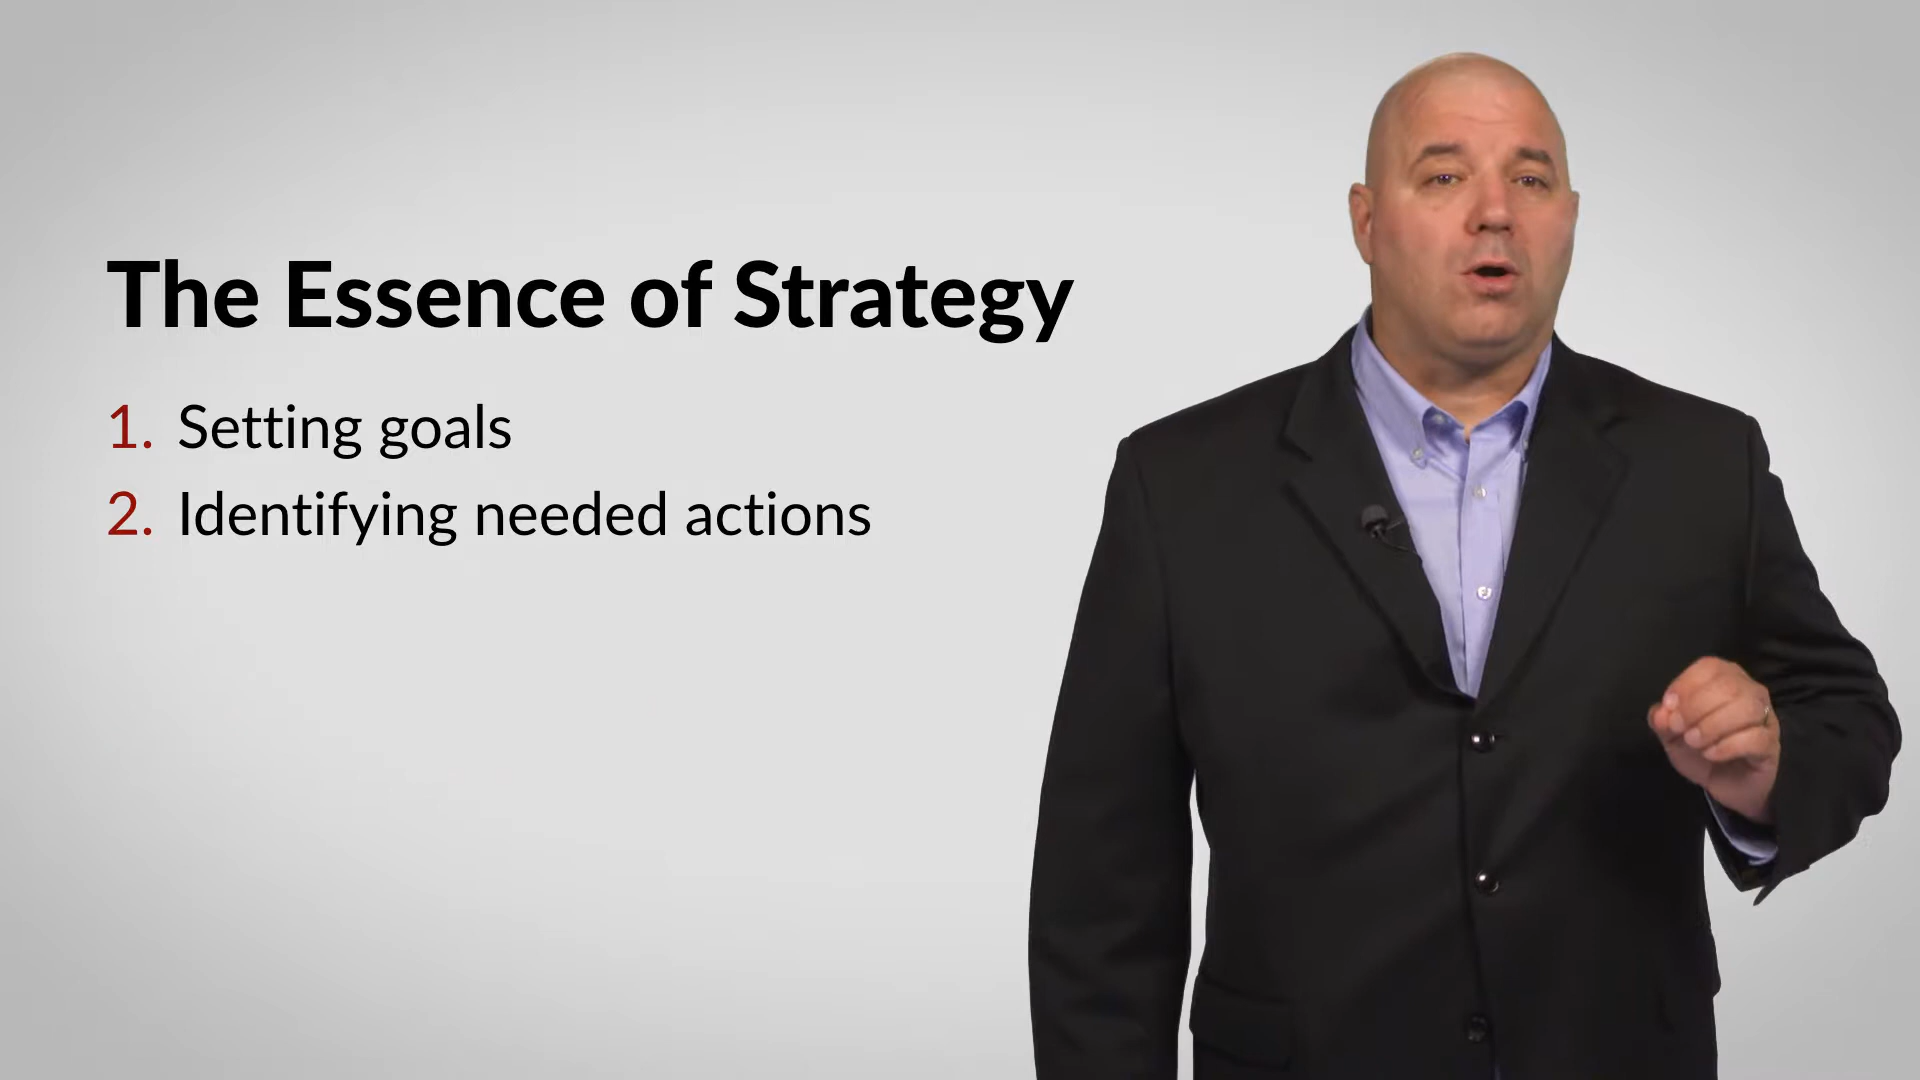 The Essence of Strategy
1. Setting goals
2. Identifying needed actions